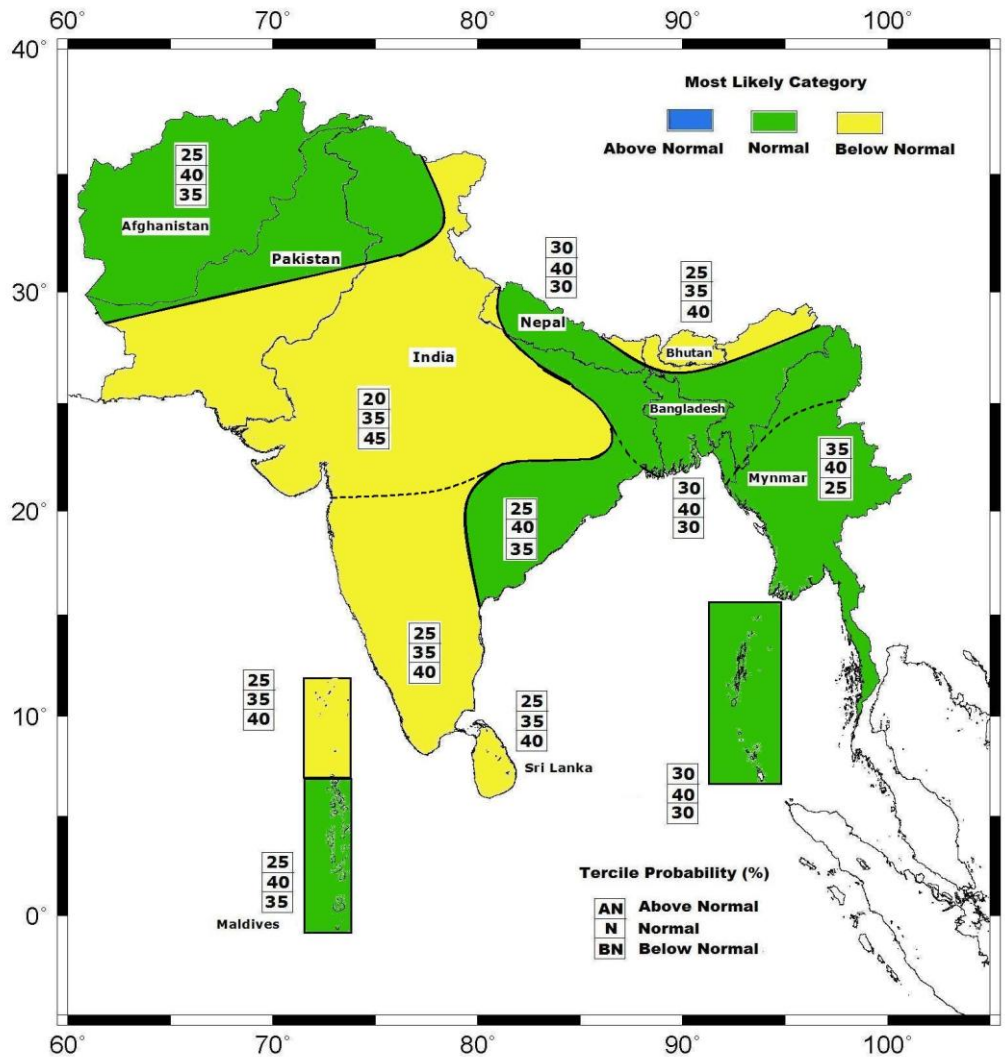 60° 70° 80° 90° 100°
40°
Most Likely Category
Above Normal Normal Below Normal
25
40
35
Afghanistan
Pakistan
30
40
30
25
35
40
30°
Nepal
Bhutan
India
20
35
45
Bangladesh
35
40
25
Mynmar
20°
25
40
35
30
40
30
25
35
40
25
35
40
25
35
40
10°
Sri Lanka
30
40
30
25
40
35
Maldives
Tercile Probability (%)
AN Above Normal
N Normal
BN Below Normal
0°
60° 70° 80° 90° 100°